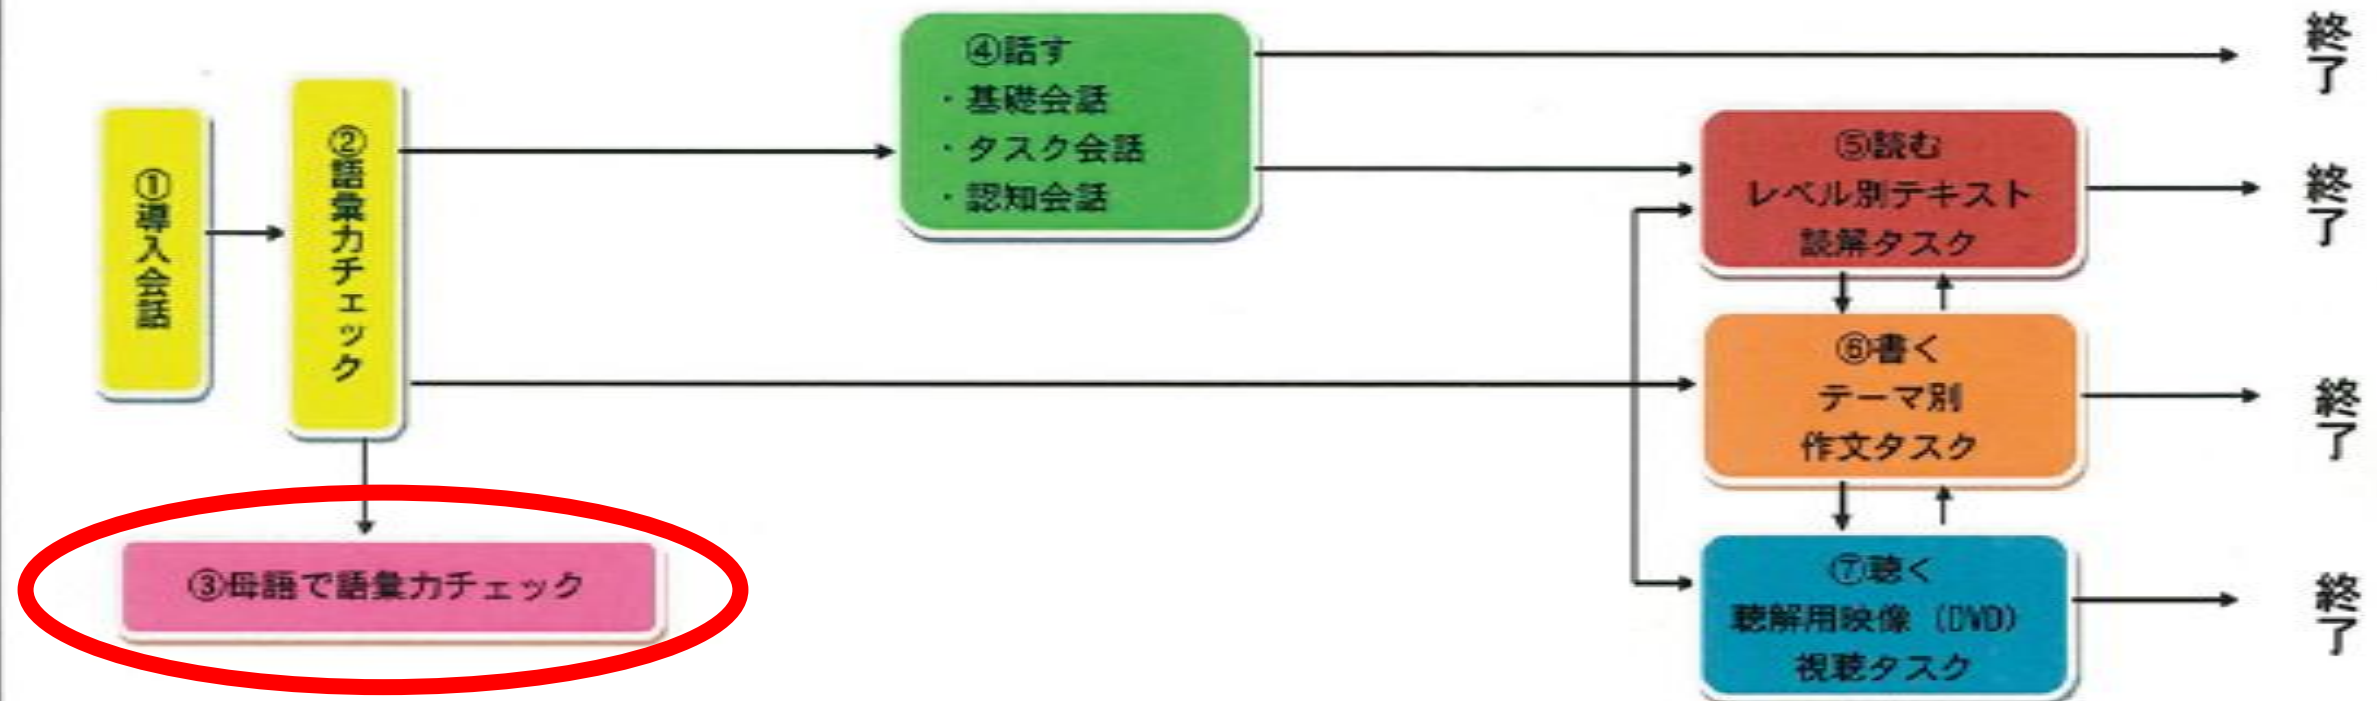 ①導入会話
②語彙力チェック
③母語で語彙力チェック
④話す
・基礎会話
・タスク会話
・認知会話
⑤読む
レベル別テキスト
読解タスク
⑥書く
テーマ別
作文タスク
⑦聴く
聴解用映像（DVD）
視聴タスク
終了
終了
終了
終了